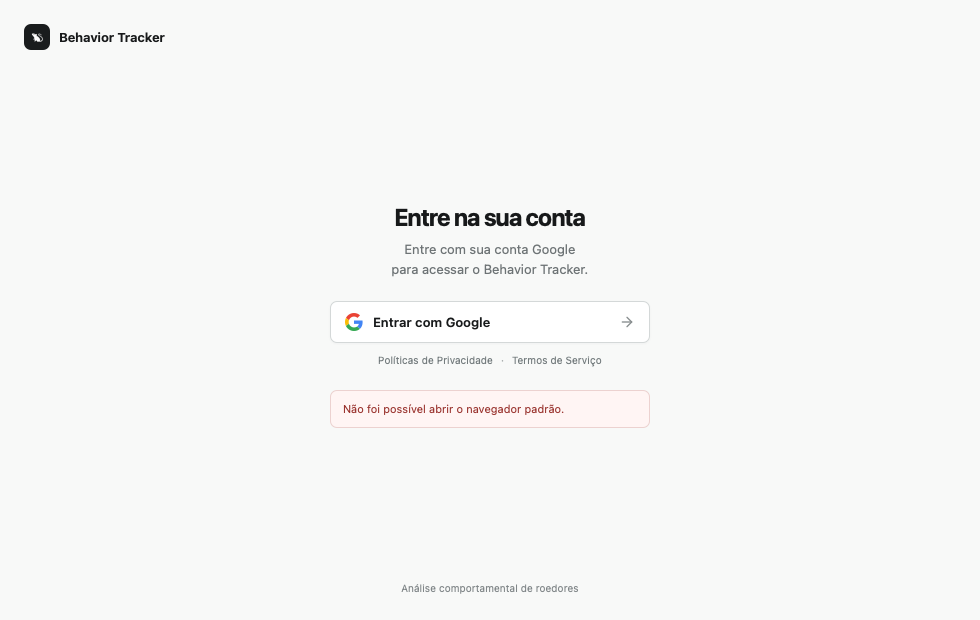 Behavior Tracker
Entre na sua conta
Entre com sua conta Google
para acessar o Behavior Tracker.
Entrar com Google
Políticas de Privacidade · Termos de Serviço
Não foi possível abrir o navegador padrão.
Análise comportamental de roedores